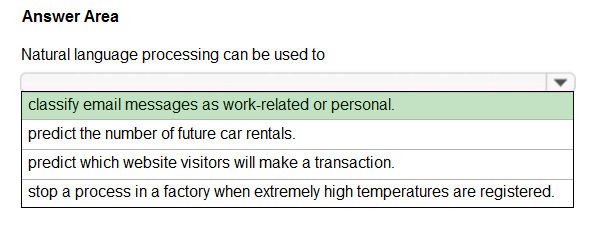 Answer Area
Natural language processing can be used to
classify email messages as work-related or personal.
predict the number of future car rentals.
predict which website visitors will make a transaction.
stop a process in a factory when extremely high temperatures are registered.